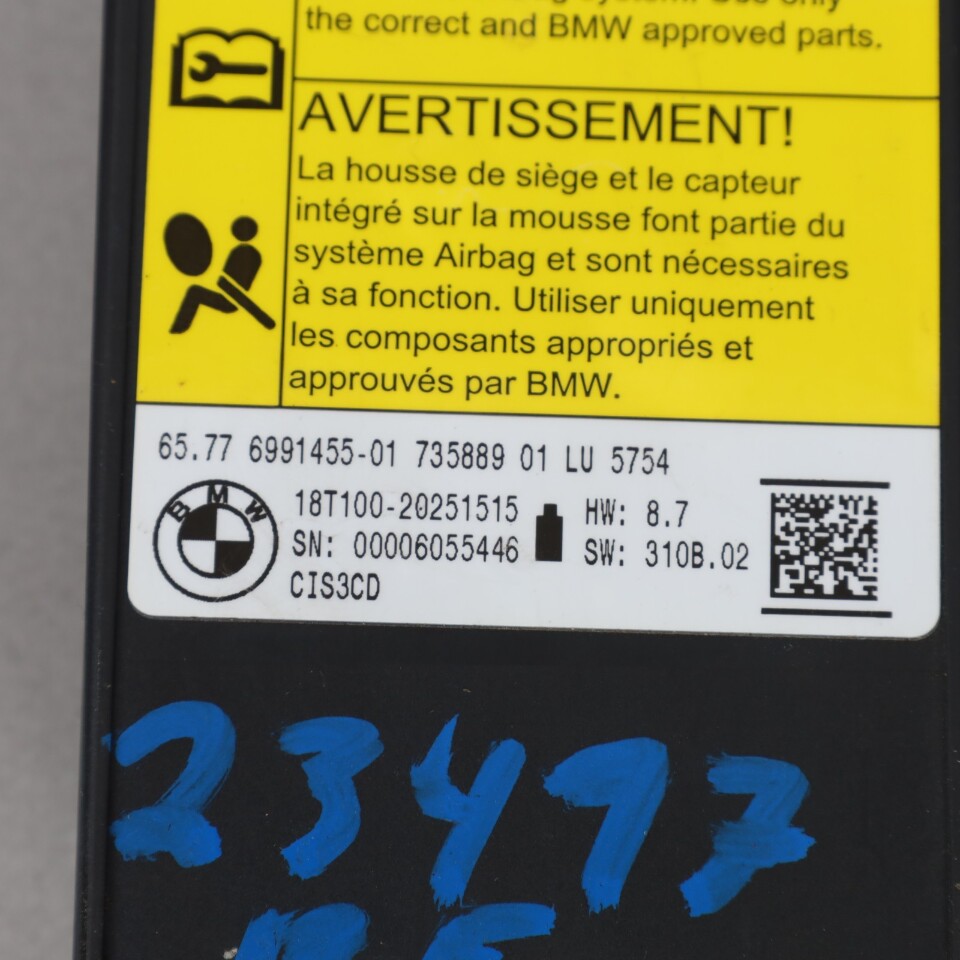 the correct and BMW approved parts.
AVERTISSEMENT!
La housse de siège et le capteur
intégré sur la mousse font partie du
système Airbag et sont nécessaires
à sa fonction. Utiliser uniquement
les composants appropriés et
approuvés par BMW.
65.77 6991455-01 735889 01 LU 5754
BMW
18T100-20251515 HW: 8.7
SN: 00006055446 SW: 310B.02
CIS3CD
23473